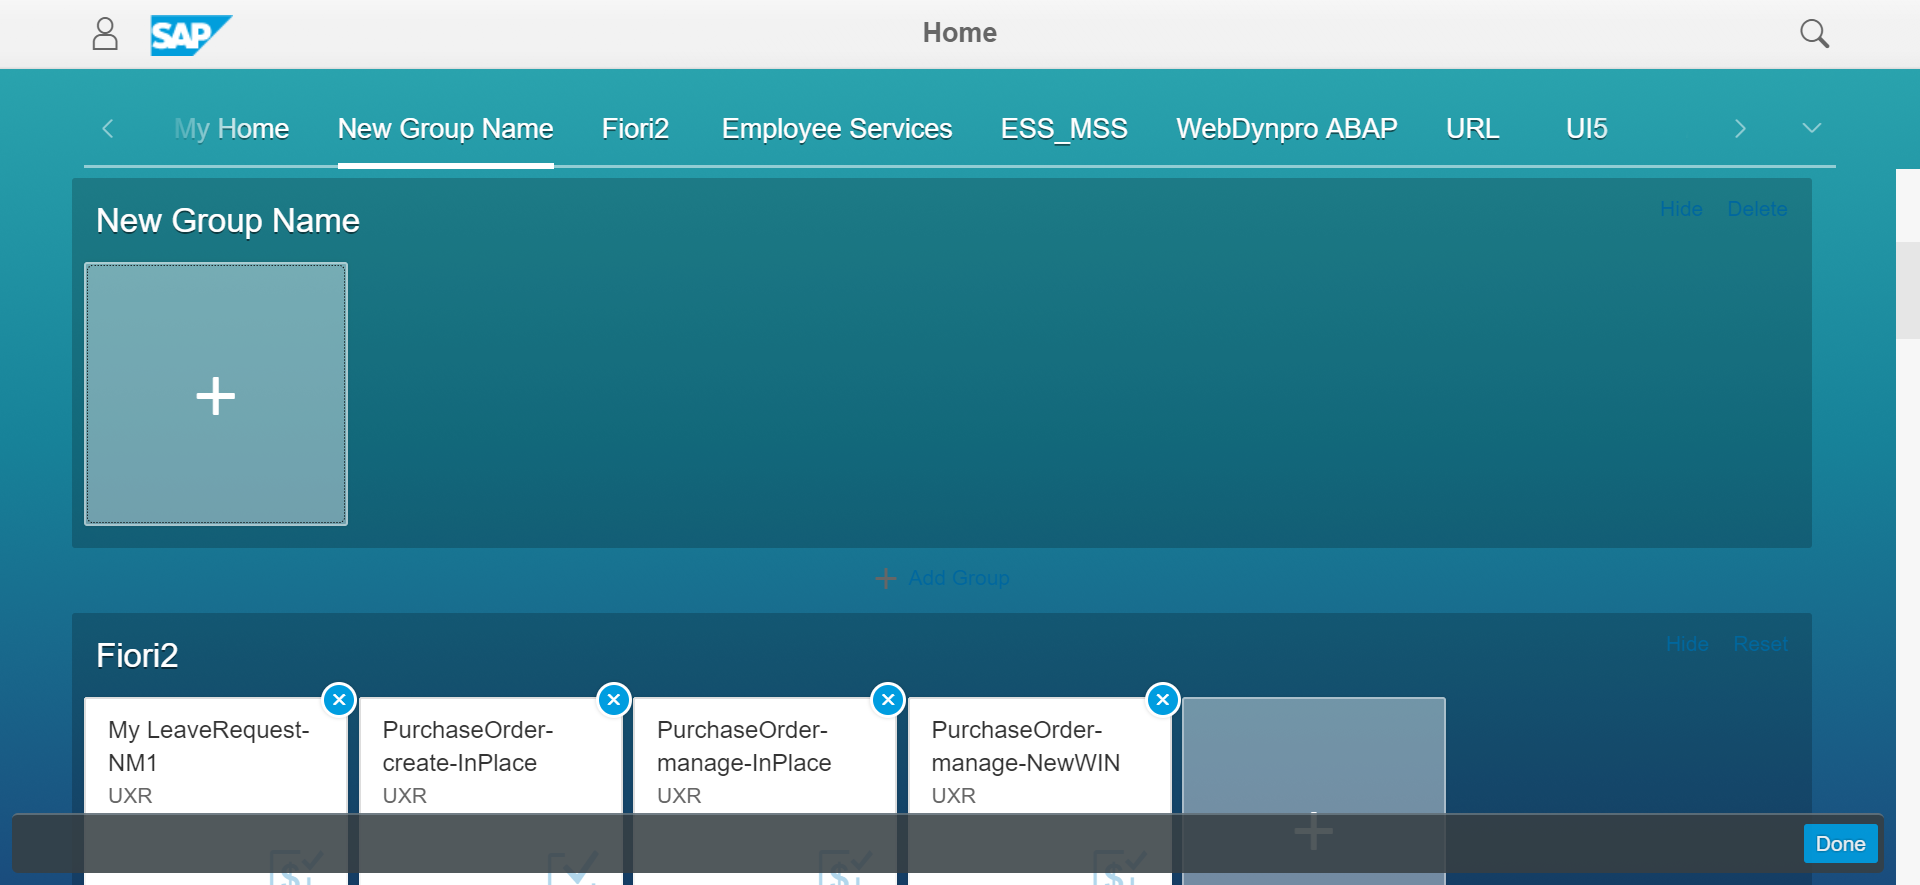 SAP
Home
My Home New Group Name Fiori2 Employee Services ESS_MSS WebDynpro ABAP URL UI5
New Group Name
Hide Delete
Add Group
Fiori2
Hide Reset
My LeaveRequest-
NM1
UXR
PurchaseOrder-
create-InPlace
UXR
PurchaseOrder-
manage-InPlace
UXR
PurchaseOrder-
manage-NewWIN
UXR
Done